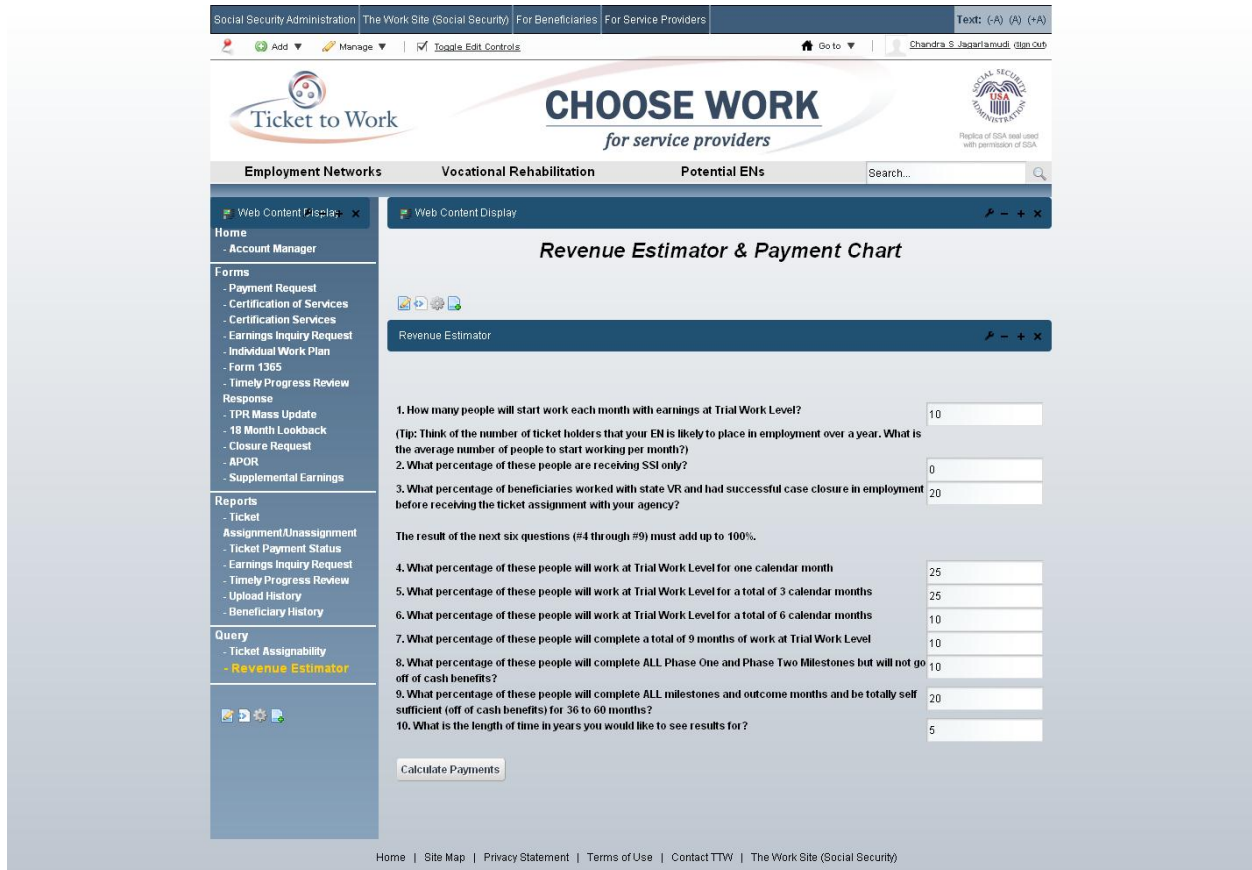 Social Security Administration The Work Site (Social Security) For Beneficiaries For Service Providers Text: (-A) (A) (+A)
Add ▼ Manage ▼ | Toggle Edit Controls Go to ▼ | Chandra S Jagarlamudi (Sign Out)
Ticket to Work
CHOOSE WORK
for service providers
SOCIAL SECURITY ADMINISTRATION
USA
Replica of SSA seal used
with permission of SSA
Employment Networks Vocational Rehabilitation Potential ENs Search...
Web Content Display
Home
- Account Manager
Forms
- Payment Request
- Certification of Services
- Certification Services
- Earnings Inquiry Request
- Individual Work Plan
- Form 1365
- Timely Progress Review
Response
- TPR Mass Update
- 18 Month Lookback
- Closure Request
- APOR
- Supplemental Earnings
Reports
- Ticket
Assignment/Unassignment
- Ticket Payment Status
- Earnings Inquiry Request
- Timely Progress Review
- Upload History
- Beneficiary History
Query
- Ticket Assignability
- Revenue Estimator
Web Content Display
Revenue Estimator & Payment Chart
Revenue Estimator
1. How many people will start work each month with earnings at Trial Work Level? 10
(Tip: Think of the number of ticket holders that your EN is likely to place in employment over a year. What is
the average number of people to start working per month?)
2. What percentage of these people are receiving SSI only? 0
3. What percentage of beneficiaries worked with state VR and had successful case closure in employment 20
before receiving the ticket assignment with your agency?
The result of the next six questions (#4 through #9) must add up to 100%.
4. What percentage of these people will work at Trial Work Level for one calendar month 25
5. What percentage of these people will work at Trial Work Level for a total of 3 calendar months 25
6. What percentage of these people will work at Trial Work Level for a total of 6 calendar months 10
7. What percentage of these people will complete a total of 9 months of work at Trial Work Level 10
8. What percentage of these people will complete ALL Phase One and Phase Two Milestones but will not go 10
off of cash benefits?
9. What percentage of these people will complete ALL milestones and outcome months and be totally self 20
sufficient (off of cash benefits) for 36 to 60 months?
10. What is the length of time in years you would like to see results for? 5
Calculate Payments
Home | Site Map | Privacy Statement | Terms of Use | Contact TTW | The Work Site (Social Security)